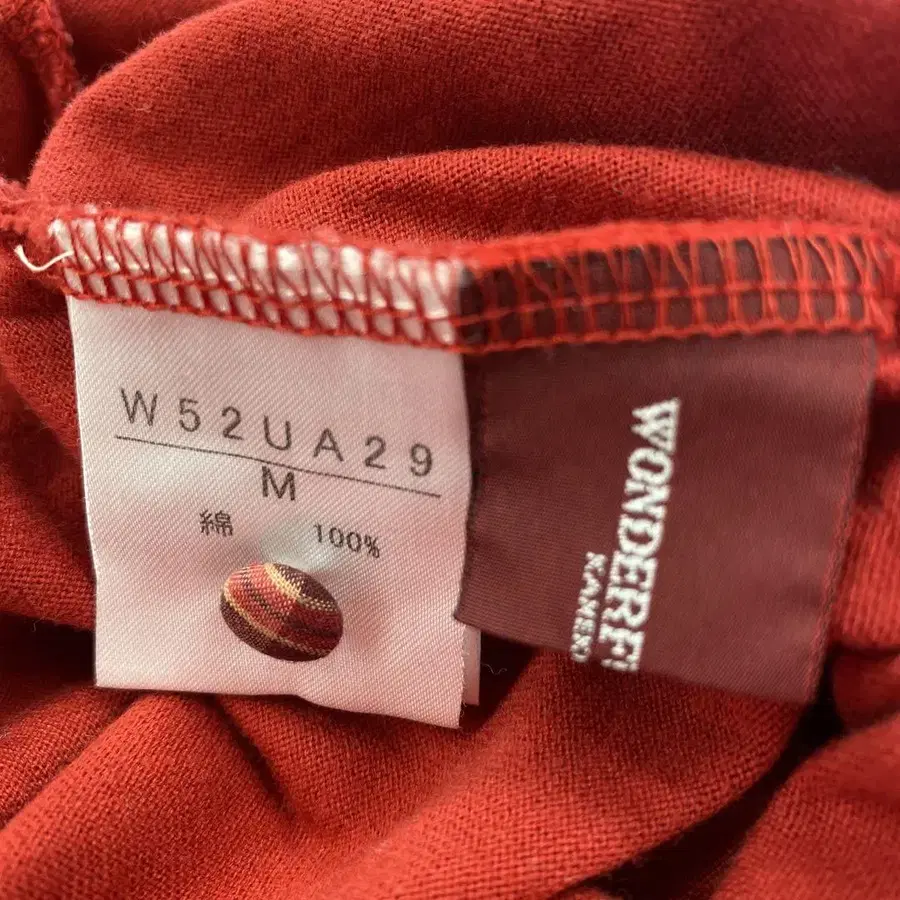 W52UA29
M
綿 100%
WONDERF
KANEKO